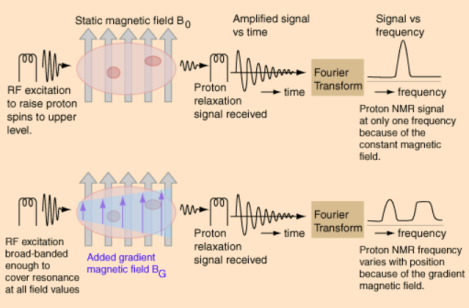 Static magnetic field B0
Amplified signal
vs time
Signal vs
frequency
RF excitation
to raise proton
spins to upper
level.
Proton
relaxation
signal received
time
Fourier
Transform
frequency
Proton NMR signal
at only one frequency
because of the
constant magnetic
field.
RF excitation
broad-banded
enough to
cover resonance
at all field values
Added gradient
magnetic field BG
Proton
relaxation
signal received
time
Fourier
Transform
frequency
Proton NMR frequency
varies with position
because of the gradient
magnetic field.